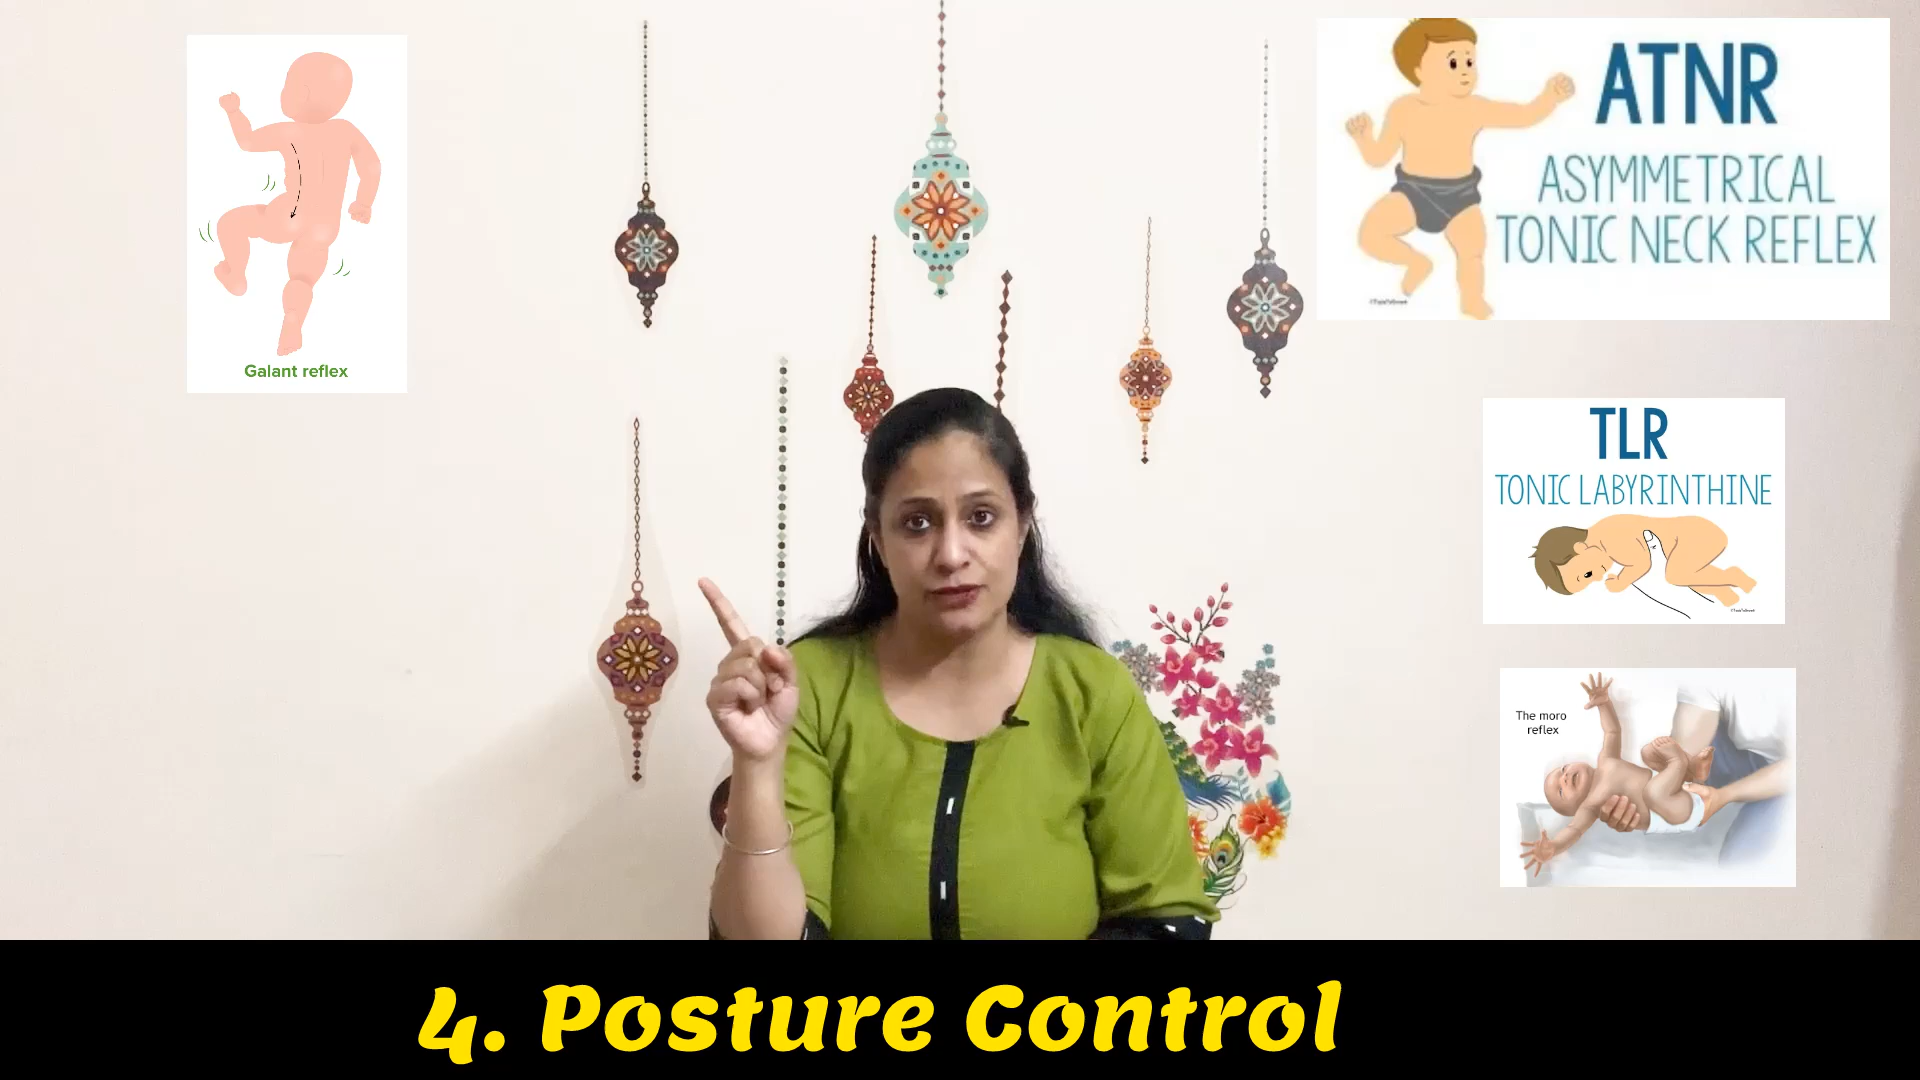 Galant reflex
ATNR
ASYMMETRICAL
TONIC NECK REFLEX
TLR
TONIC LABYRINTHINE
The moro
reflex
4. Posture Control